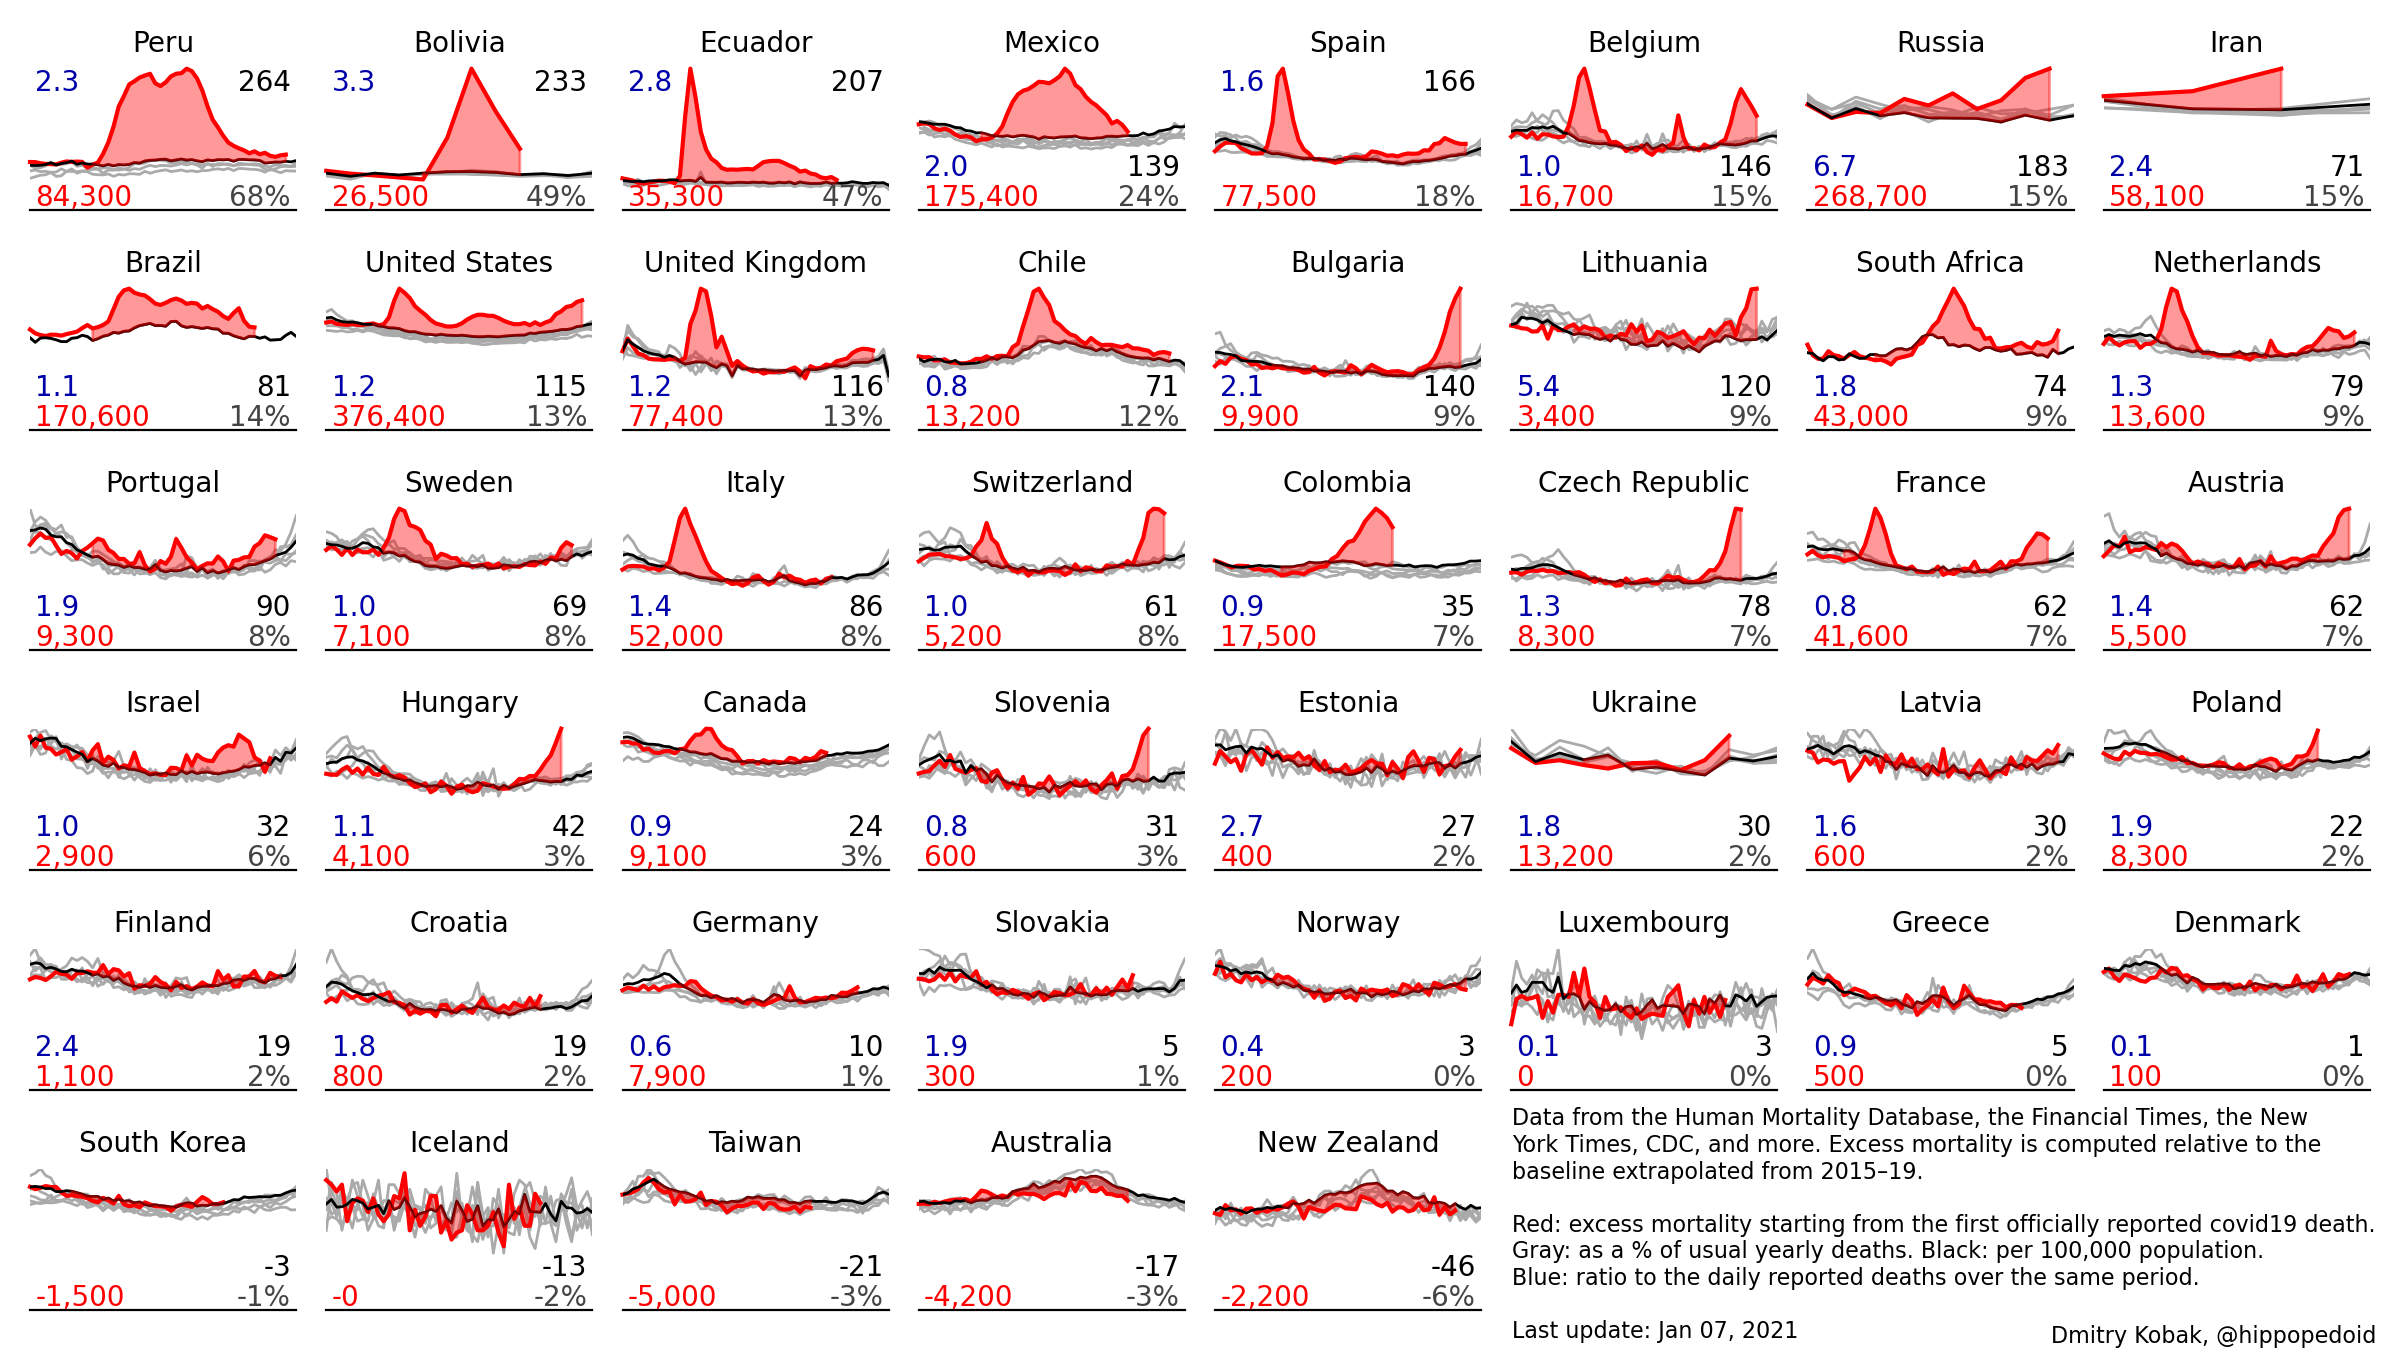 Peru
2.3 264
84,300 68%
Bolivia
3.3 233
26,500 49%
Ecuador
2.8 207
35,300 47%
Mexico
2.0 139
175,400 24%
Spain
1.6 166
77,500 18%
Belgium
1.0 146
16,700 15%
Russia
6.7 183
268,700 15%
Iran
2.4 71
58,100 15%
Brazil
1.1 81
170,600 14%
United States
1.2 115
376,400 13%
United Kingdom
1.2 116
77,400 13%
Chile
0.8 71
13,200 12%
Bulgaria
2.1 140
9,900 9%
Lithuania
5.4 120
3,400 9%
South Africa
1.8 74
43,000 9%
Netherlands
1.3 79
13,600 9%
Portugal
1.9 90
9,300 8%
Sweden
1.0 69
7,100 8%
Italy
1.4 86
52,000 8%
Switzerland
1.0 61
5,200 8%
Colombia
0.9 35
17,500 7%
Czech Republic
1.3 78
8,300 7%
France
0.8 62
41,600 7%
Austria
1.4 62
5,500 7%
Israel
1.0 32
2,900 6%
Hungary
1.1 42
4,100 3%
Canada
0.9 24
9,100 3%
Slovenia
0.8 31
600 3%
Estonia
2.7 27
400 2%
Ukraine
1.8 30
13,200 2%
Latvia
1.6 30
600 2%
Poland
1.9 22
8,300 2%
Finland
2.4 19
1,100 2%
Croatia
1.8 19
800 2%
Germany
0.6 10
7,900 1%
Slovakia
1.9 5
300 1%
Norway
0.4 3
200 0%
Luxembourg
0.1 3
0 0%
Greece
0.9 5
500 0%
Denmark
0.1 1
100 0%
South Korea
-3
-1,500 -1%
Iceland
-13
-0 -2%
Taiwan
-21
-5,000 -3%
Australia
-17
-4,200 -3%
New Zealand
-46
-2,200 -6%
Data from the Human Mortality Database, the Financial Times, the New
York Times, CDC, and more. Excess mortality is computed relative to the
baseline extrapolated from 2015–19.
Red: excess mortality starting from the first officially reported covid19 death.
Gray: as a % of usual yearly deaths. Black: per 100,000 population.
Blue: ratio to the daily reported deaths over the same period.
Last update: Jan 07, 2021
Dmitry Kobak, @hippopedoid